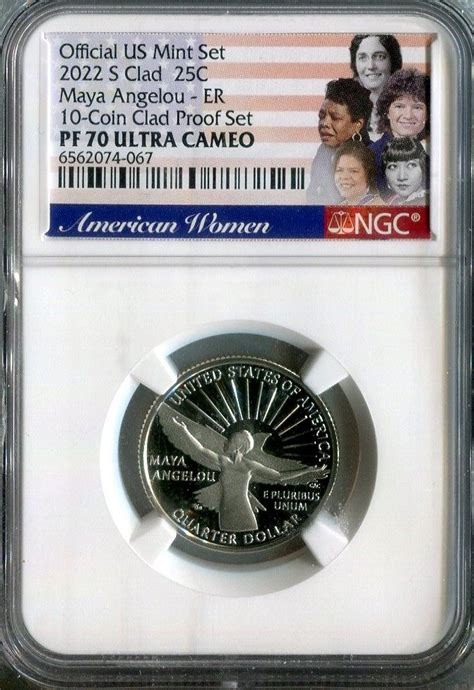 Official US Mint Set
2022 S Clad 25C
Maya Angelou - ER
10-Coin Clad Proof Set
PF 70 ULTRA CAMEO
6562074-067
American Women
NGC®
UNITED STATES OF AMERICA
MAYA
ANGELOU
E PLURIBUS
UNUM
QUARTER DOLLAR